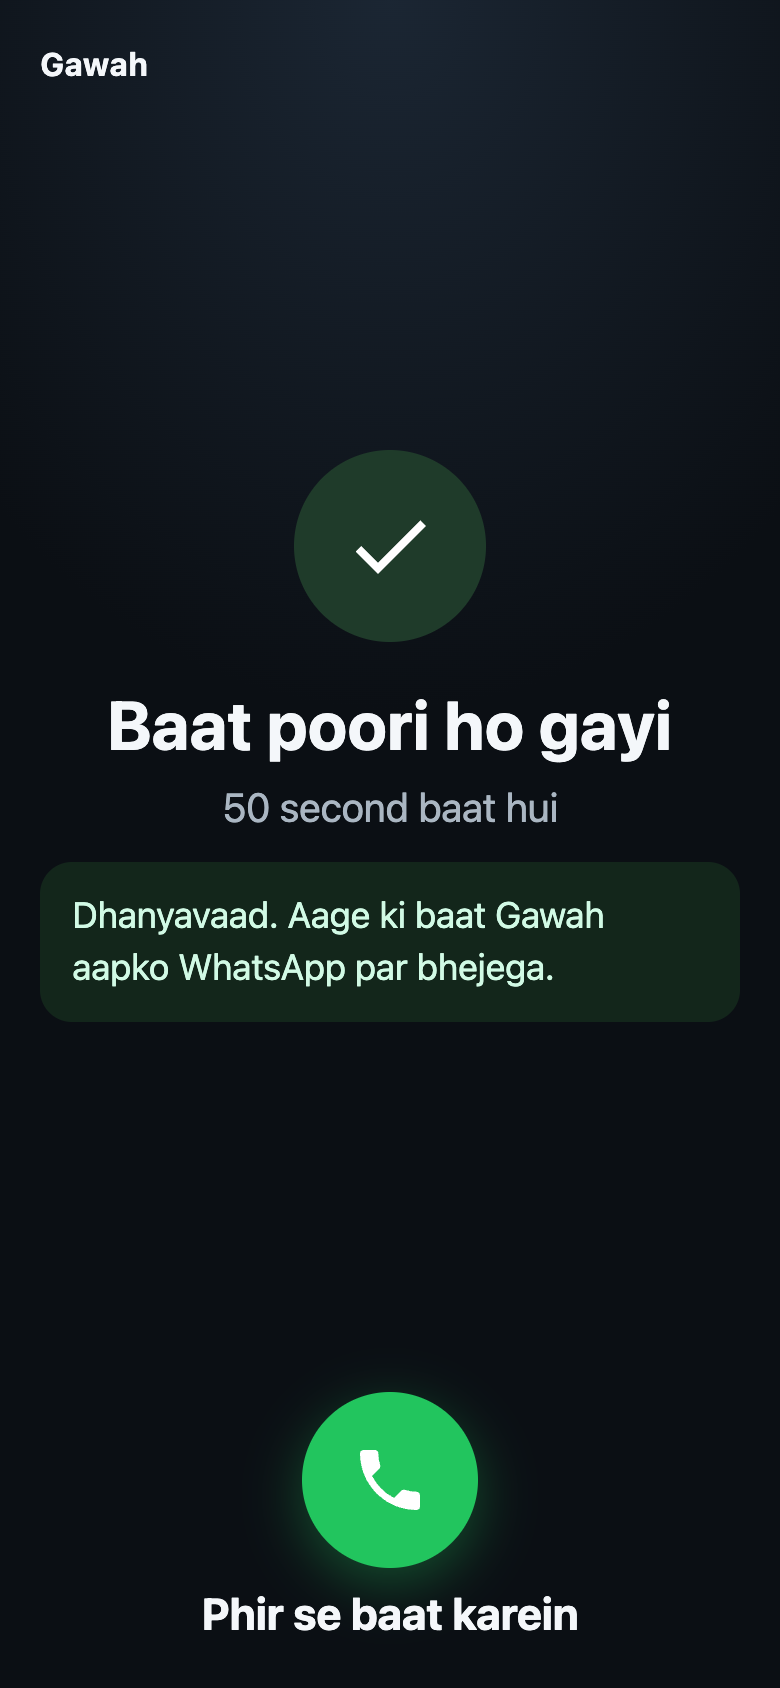 Gawah
Baat poori ho gayi
50 second baat hui
Dhanyavaad. Aage ki baat Gawah
aapko WhatsApp par bhejega.
Phir se baat karein